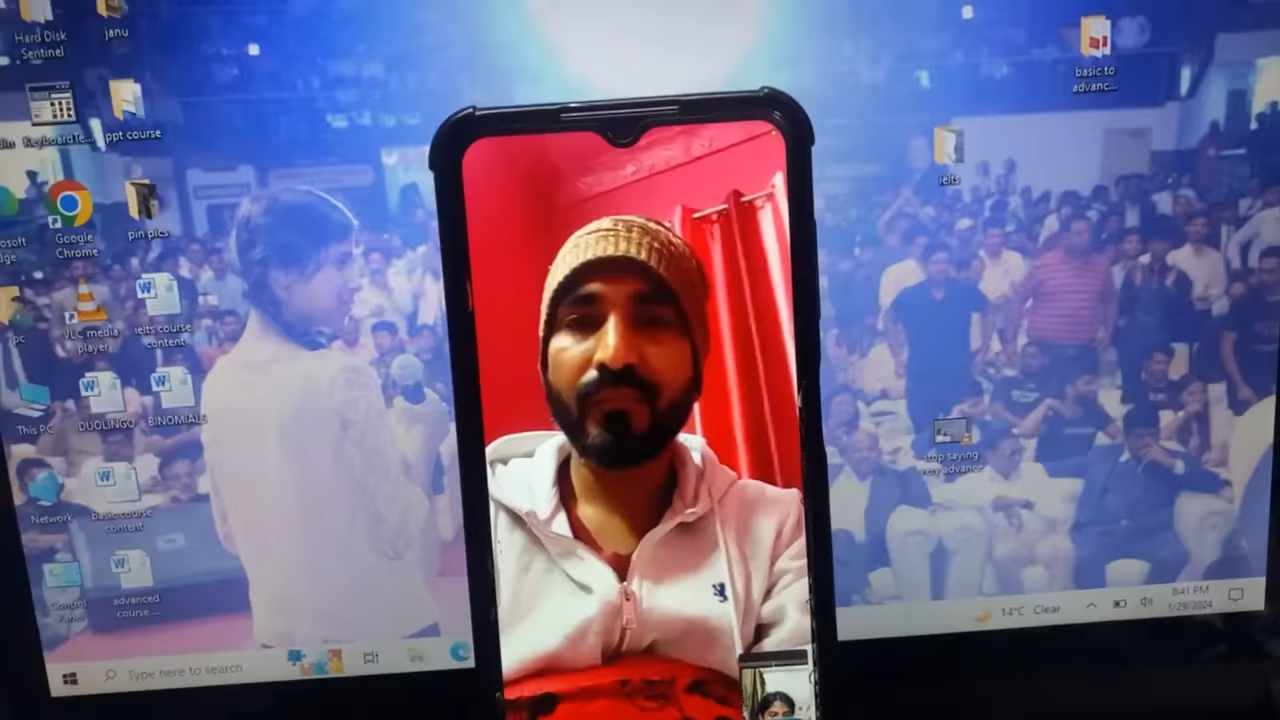 Hard Disk
Sentinel
janu
KeyboardTe...
ppt course
Google
Chrome
pin pics
VLC media
player
ielts course
content
pc
This PC
DUOLINGO
BINOMIALS
Network
Basic course
content
Control
Panel
advanced
course ...
basic to
advanc...
ielts
stop saying
very advance
Type here to search
14°C Clear
8:41 PM
1/29/2024